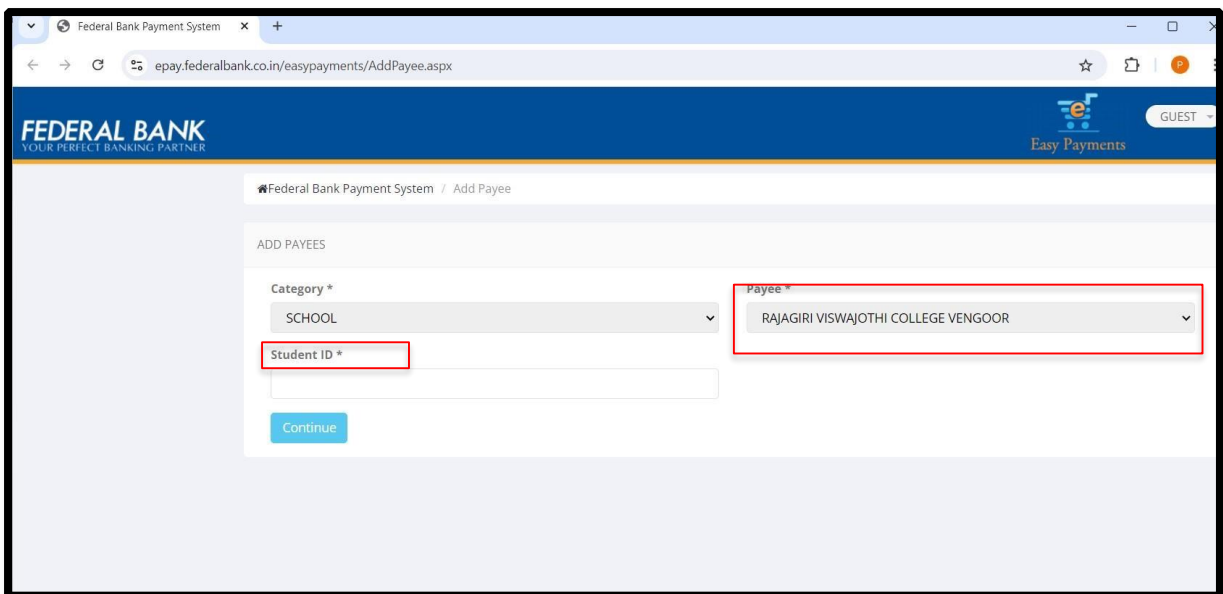 Federal Bank Payment System
epay.federalbank.co.in/easypayments/AddPayee.aspx
P
FEDERAL BANK
YOUR PERFECT BANKING PARTNER
e
Easy Payments
GUEST
Federal Bank Payment System / Add Payee
ADD PAYEES
Category *
SCHOOL
Payee *
RAJAGIRI VISWAJOTHI COLLEGE VENGOOR
Student ID *
Continue